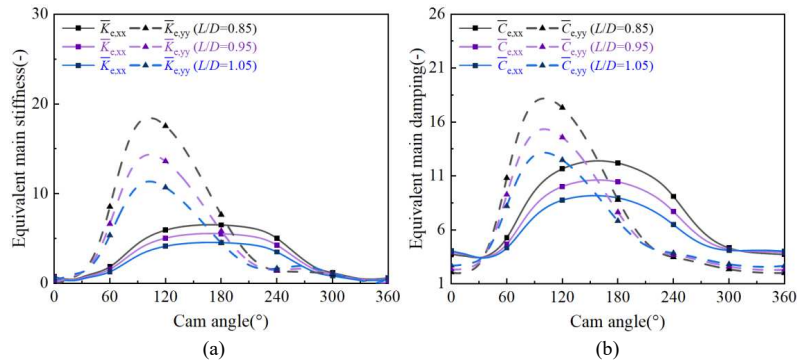 K̅e,xx K̅e,yy (L/D=0.85)
K̅e,xx K̅e,yy (L/D=0.95)
K̅e,xx K̅e,yy (L/D=1.05)
Equivalent main stiffness(-)
30
20
10
0
0 60 120 180 240 300 360
Cam angle(°)
(a)
C̅e,xx C̅e,yy (L/D=0.85)
C̅e,xx C̅e,yy (L/D=0.95)
C̅e,xx C̅e,yy (L/D=1.05)
Equivalent main damping(-)
26
21
16
11
6
1
0 60 120 180 240 300 360
Cam angle(°)
(b)